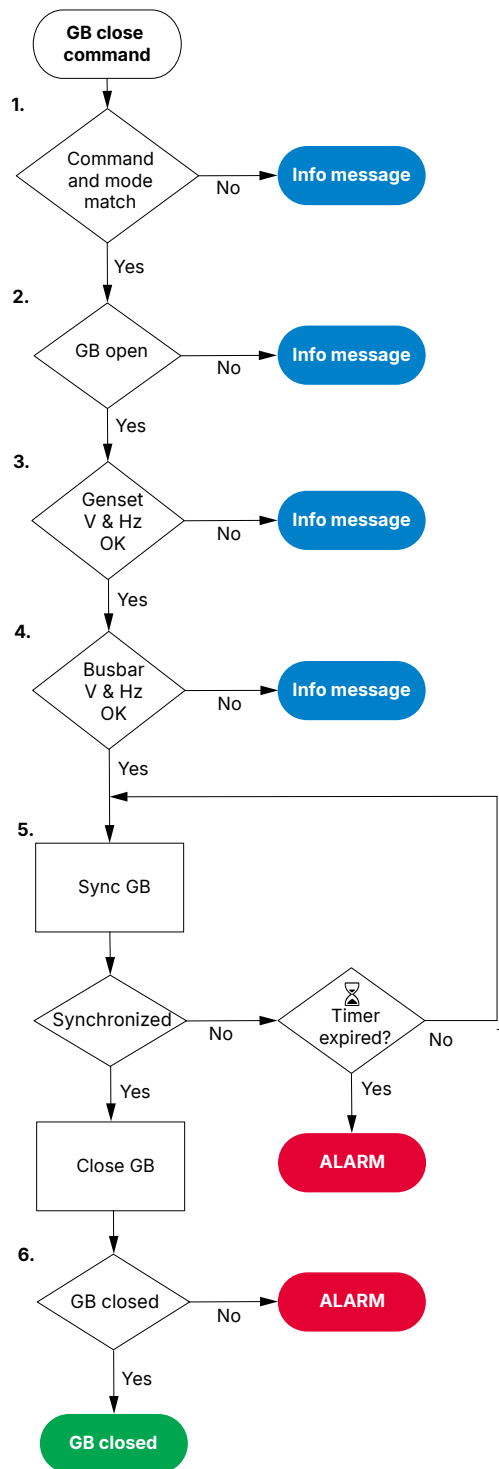 GB close
command
1.
Command
and mode
match
No
Info message
Yes
2.
GB open
No
Info message
Yes
3.
Genset
V & Hz
OK
No
Info message
Yes
4.
Busbar
V & Hz
OK
No
Info message
Yes
5.
Sync GB
Synchronized
No
Timer
expired?
No
Yes
Yes
Close GB
ALARM
6.
GB closed
No
ALARM
Yes
GB closed